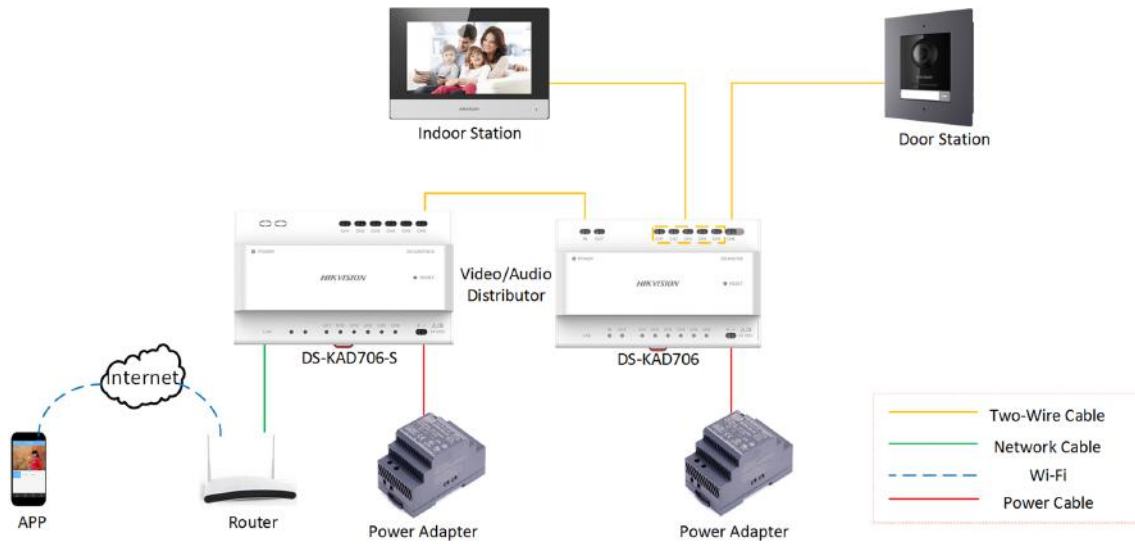 Indoor Station
Door Station
HIKVISION
Video/Audio
Distributor
HIKVISION
DS-KAD706-S
DS-KAD706
Internet
APP
Router
Power Adapter
Power Adapter
Two-Wire Cable
Network Cable
Wi-Fi
Power Cable